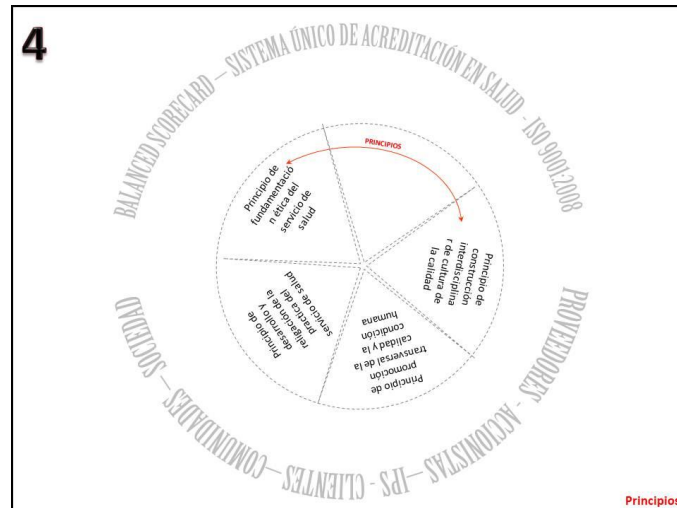 4
BALANCED SCORECARD – SISTEMA ÚNICO DE ACREDITACIÓN EN SALUD - ISO 9001:2008
PRINCIPIOS
Principio de
fundamentació
n ética del
servicio de
salud
Principio de
construcción
interdisciplina
r de cultura de
la calidad
Principio de
promoción
transversal de la
calidad y la
condición
humana
Principio de
desarrollo y
religación de la
practica del
servicio de salud
PROVEEDORES - ACCIONISTAS – IPS - CLIENTES – COMUNIDADES – SOCIEDAD
Principios